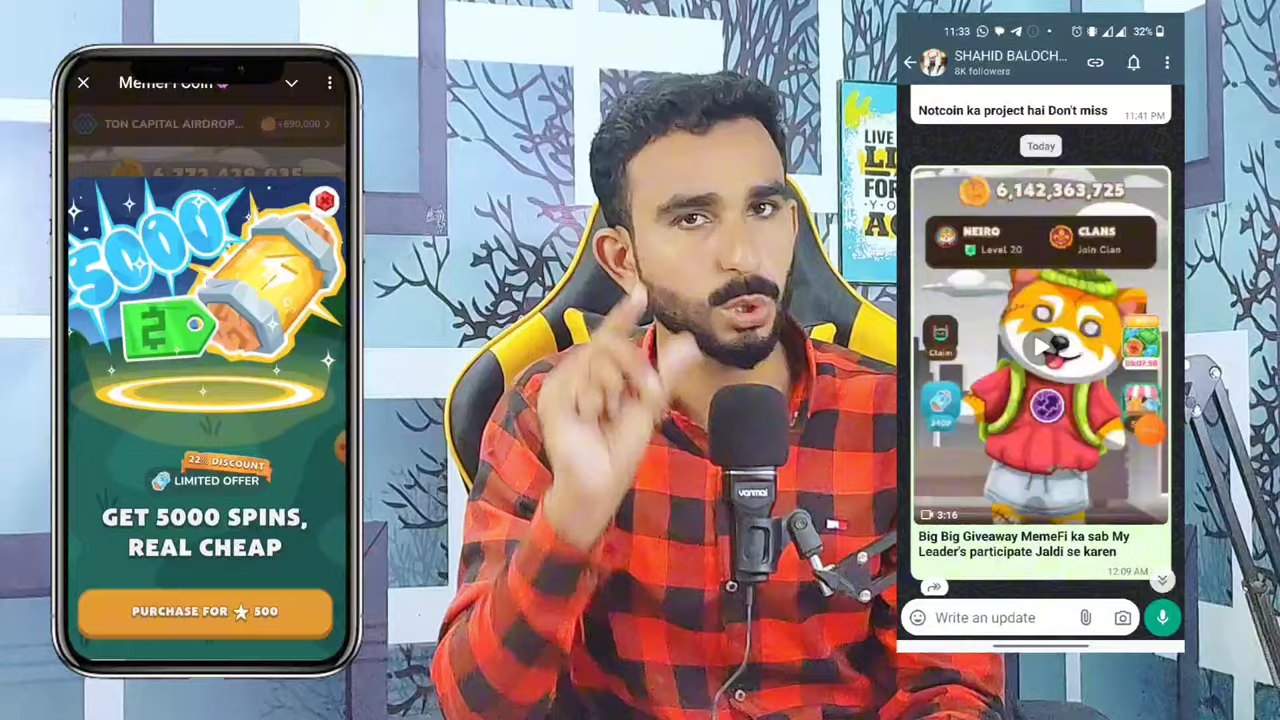 MemeFi Coin
TON CAPITAL AIRDROP...
+690,000
5000
22% DISCOUNT
LIMITED OFFER
GET 5000 SPINS,
REAL CHEAP
PURCHASE FOR ★ 500
LIVE
FOR
vanmai
11:33
32%
SHAHID BALOCH...
8K followers
Notcoin ka project hai Don't miss
11:41 PM
Today
6,142,363,725
NEIRO
Level 20
CLANS
Join Clan
Claim
3:16
Big Big Giveaway MemeFi ka sab My
Leader's participate Jaldi se karen
12:09 AM
Write an update